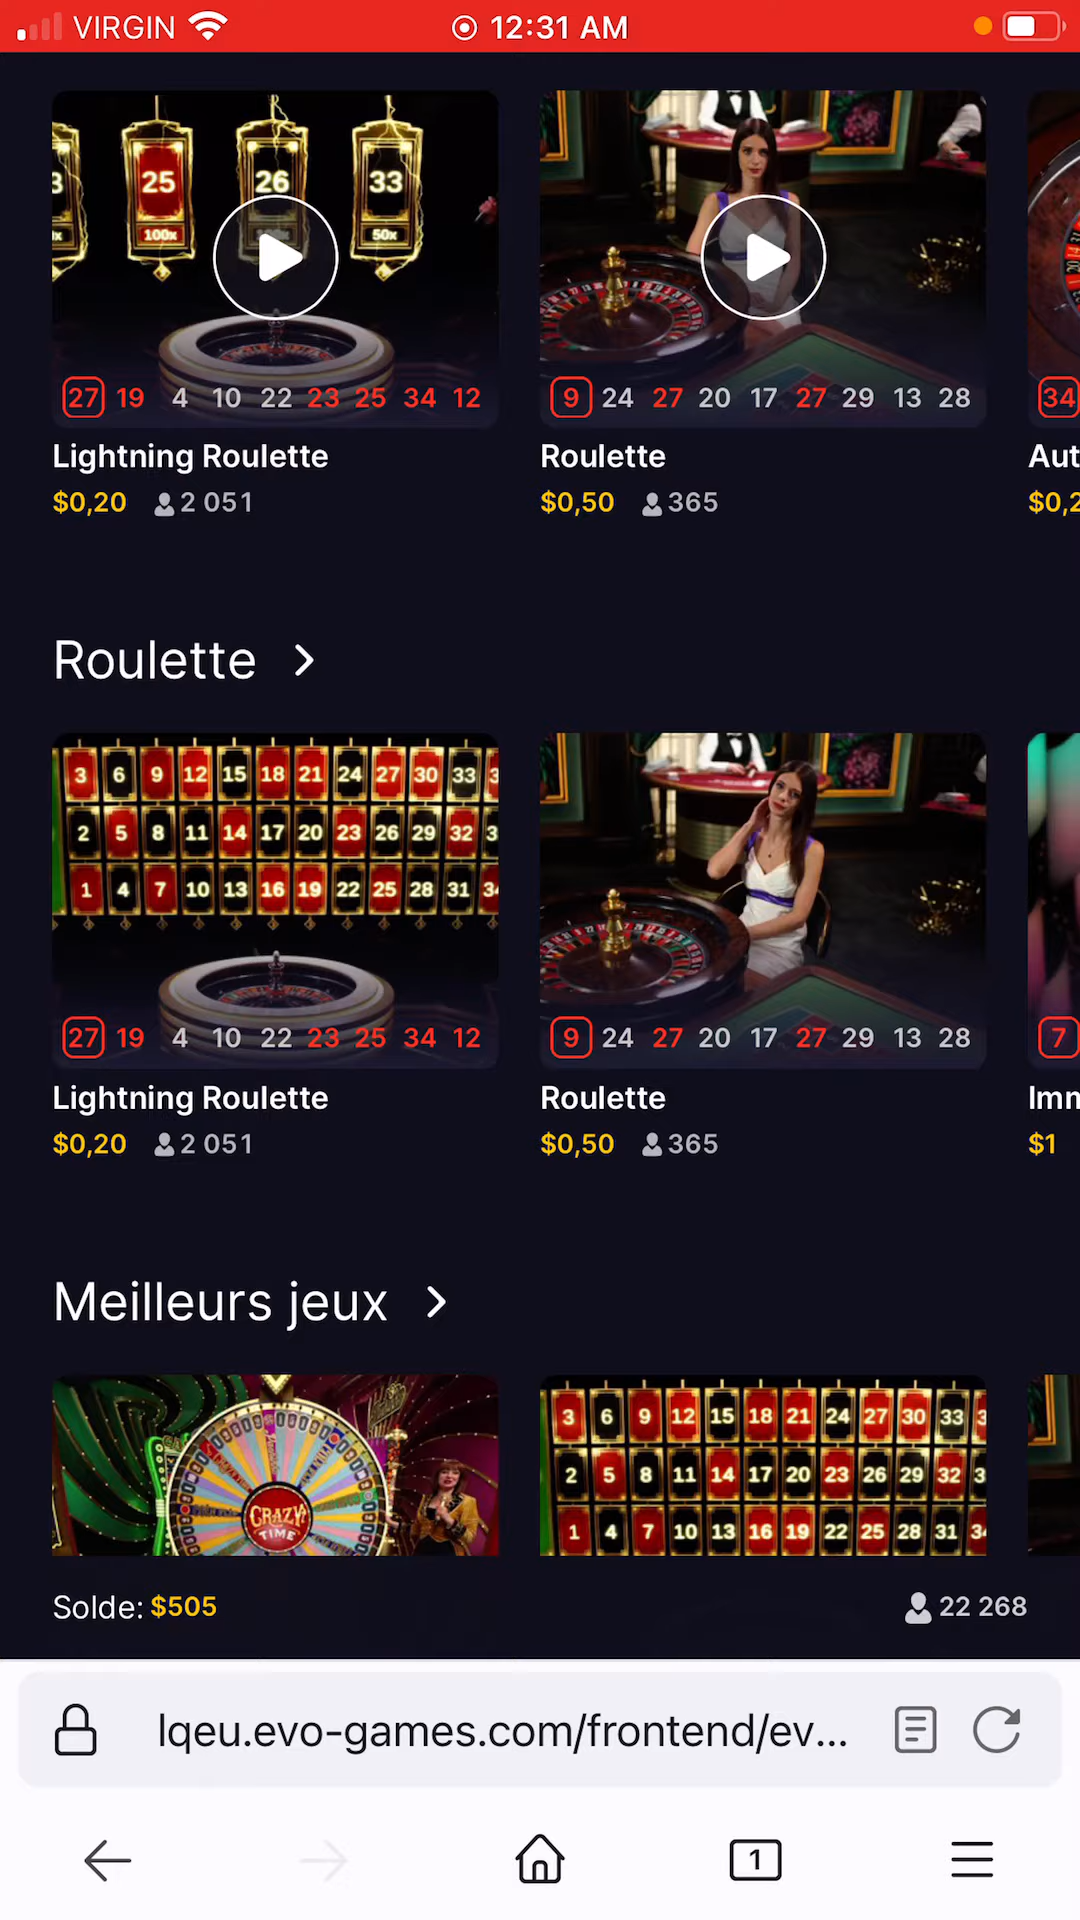 VIRGIN 12:31 AM
25 26 33
100x 50x
27 19 4 10 22 23 25 34 12
9 24 27 20 17 27 29 13 28
34
Lightning Roulette
$0,20 2 051
Roulette
$0,50 365
Aut
$0,2
Roulette >
3 6 9 12 15 18 21 24 27 30 33 3
2 5 8 11 14 17 20 23 26 29 32 3
1 4 7 10 13 16 19 22 25 28 31 34
27 19 4 10 22 23 25 34 12
9 24 27 20 17 27 29 13 28
7
Lightning Roulette
$0,20 2 051
Roulette
$0,50 365
Imm
$1
Meilleurs jeux >
CRAZY
TIME
3 6 9 12 15 18 21 24 27 30 33 3
2 5 8 11 14 17 20 23 26 29 32 3
1 4 7 10 13 16 19 22 25 28 31 34
Solde: $505
22 268
lqeu.evo-games.com/frontend/ev...
1